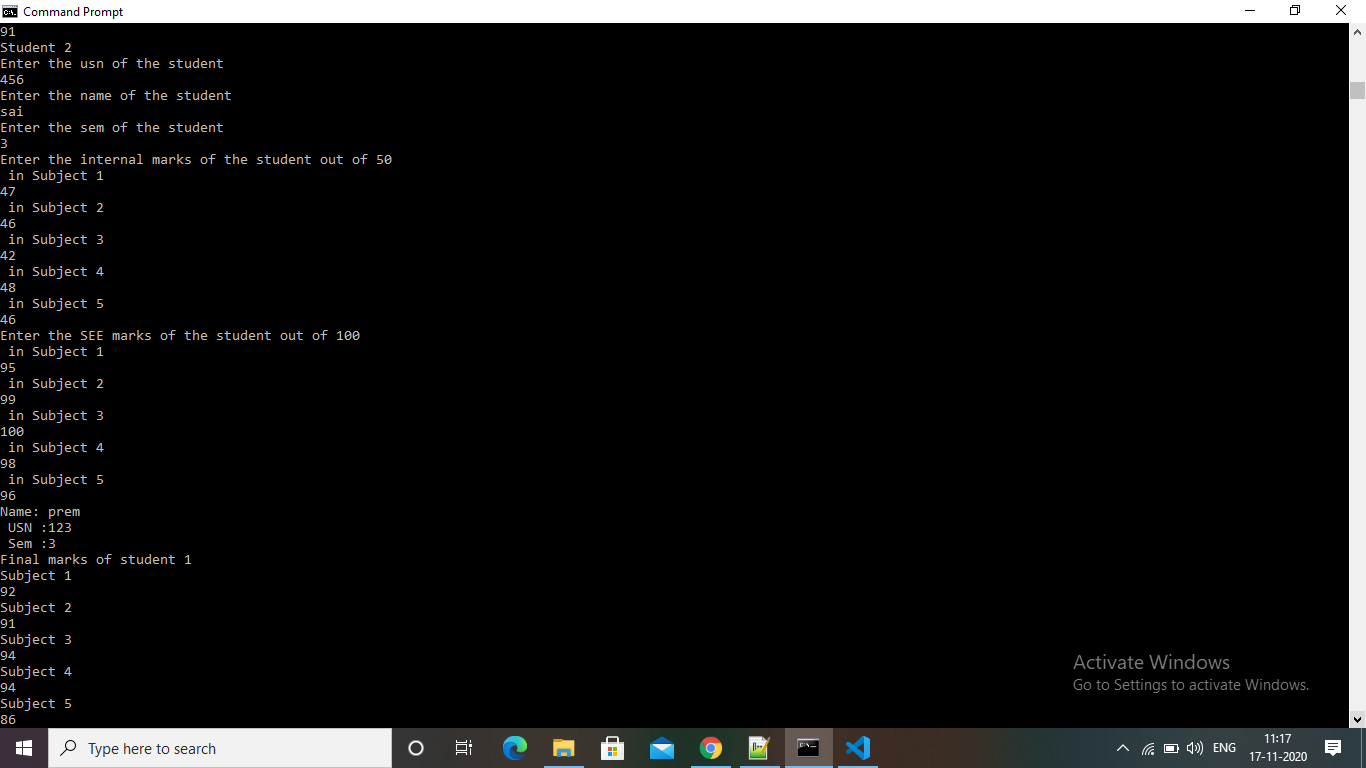 Command Prompt
91
Student 2
Enter the usn of the student
456
Enter the name of the student
sai
Enter the sem of the student
3
Enter the internal marks of the student out of 50
 in Subject 1
47
 in Subject 2
46
 in Subject 3
42
 in Subject 4
48
 in Subject 5
46
Enter the SEE marks of the student out of 100
 in Subject 1
95
 in Subject 2
99
 in Subject 3
100
 in Subject 4
98
 in Subject 5
96
Name: prem
 USN :123
 Sem :3
Final marks of student 1
Subject 1
92
Subject 2
91
Subject 3
94
Subject 4
94
Subject 5
86
Activate Windows
Go to Settings to activate Windows.
Type here to search
ENG
11:17
17-11-2020